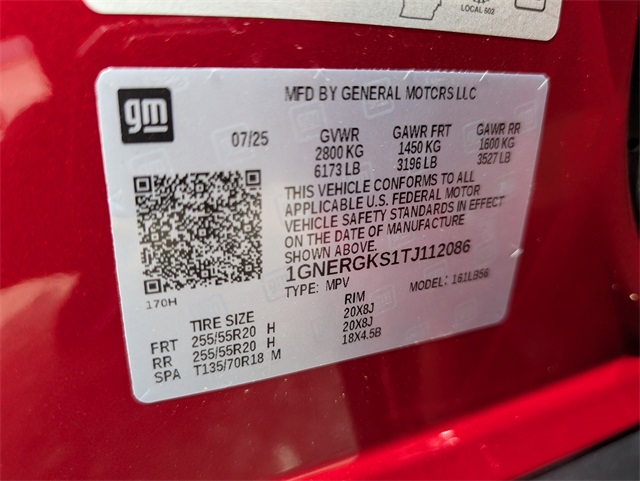 LOCAL 602
gm
MFD BY GENERAL MOTORS LLC
07/25
GVWR GAWR FRT GAWR RR
2800 KG 1450 KG 1600 KG
6173 LB 3196 LB 3527 LB
THIS VEHICLE CONFORMS TO ALL
APPLICABLE U.S. FEDERAL MOTOR
VEHICLE SAFETY STANDARDS IN EFFECT
ON THE DATE OF MANUFACTURE
SHOWN ABOVE.
1GNERGKS1TJ112086
TYPE: MPV MODEL: 161LB56
170H
TIRE SIZE RIM
FRT 255/55R20 H 20X8J
RR 255/55R20 H 20X8J
SPA T135/70R18 M 18X4.5B